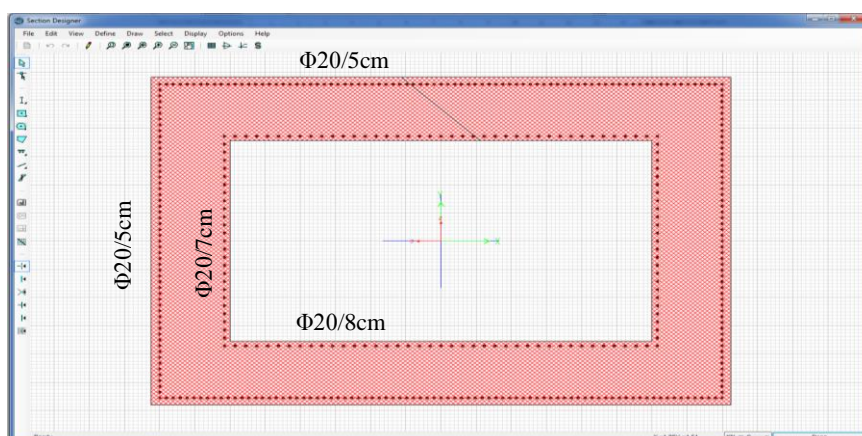 Section Designer
File Edit View Define Draw Select Display Options Help
Φ20/5cm
Φ20/5cm
Φ20/7cm
Φ20/8cm